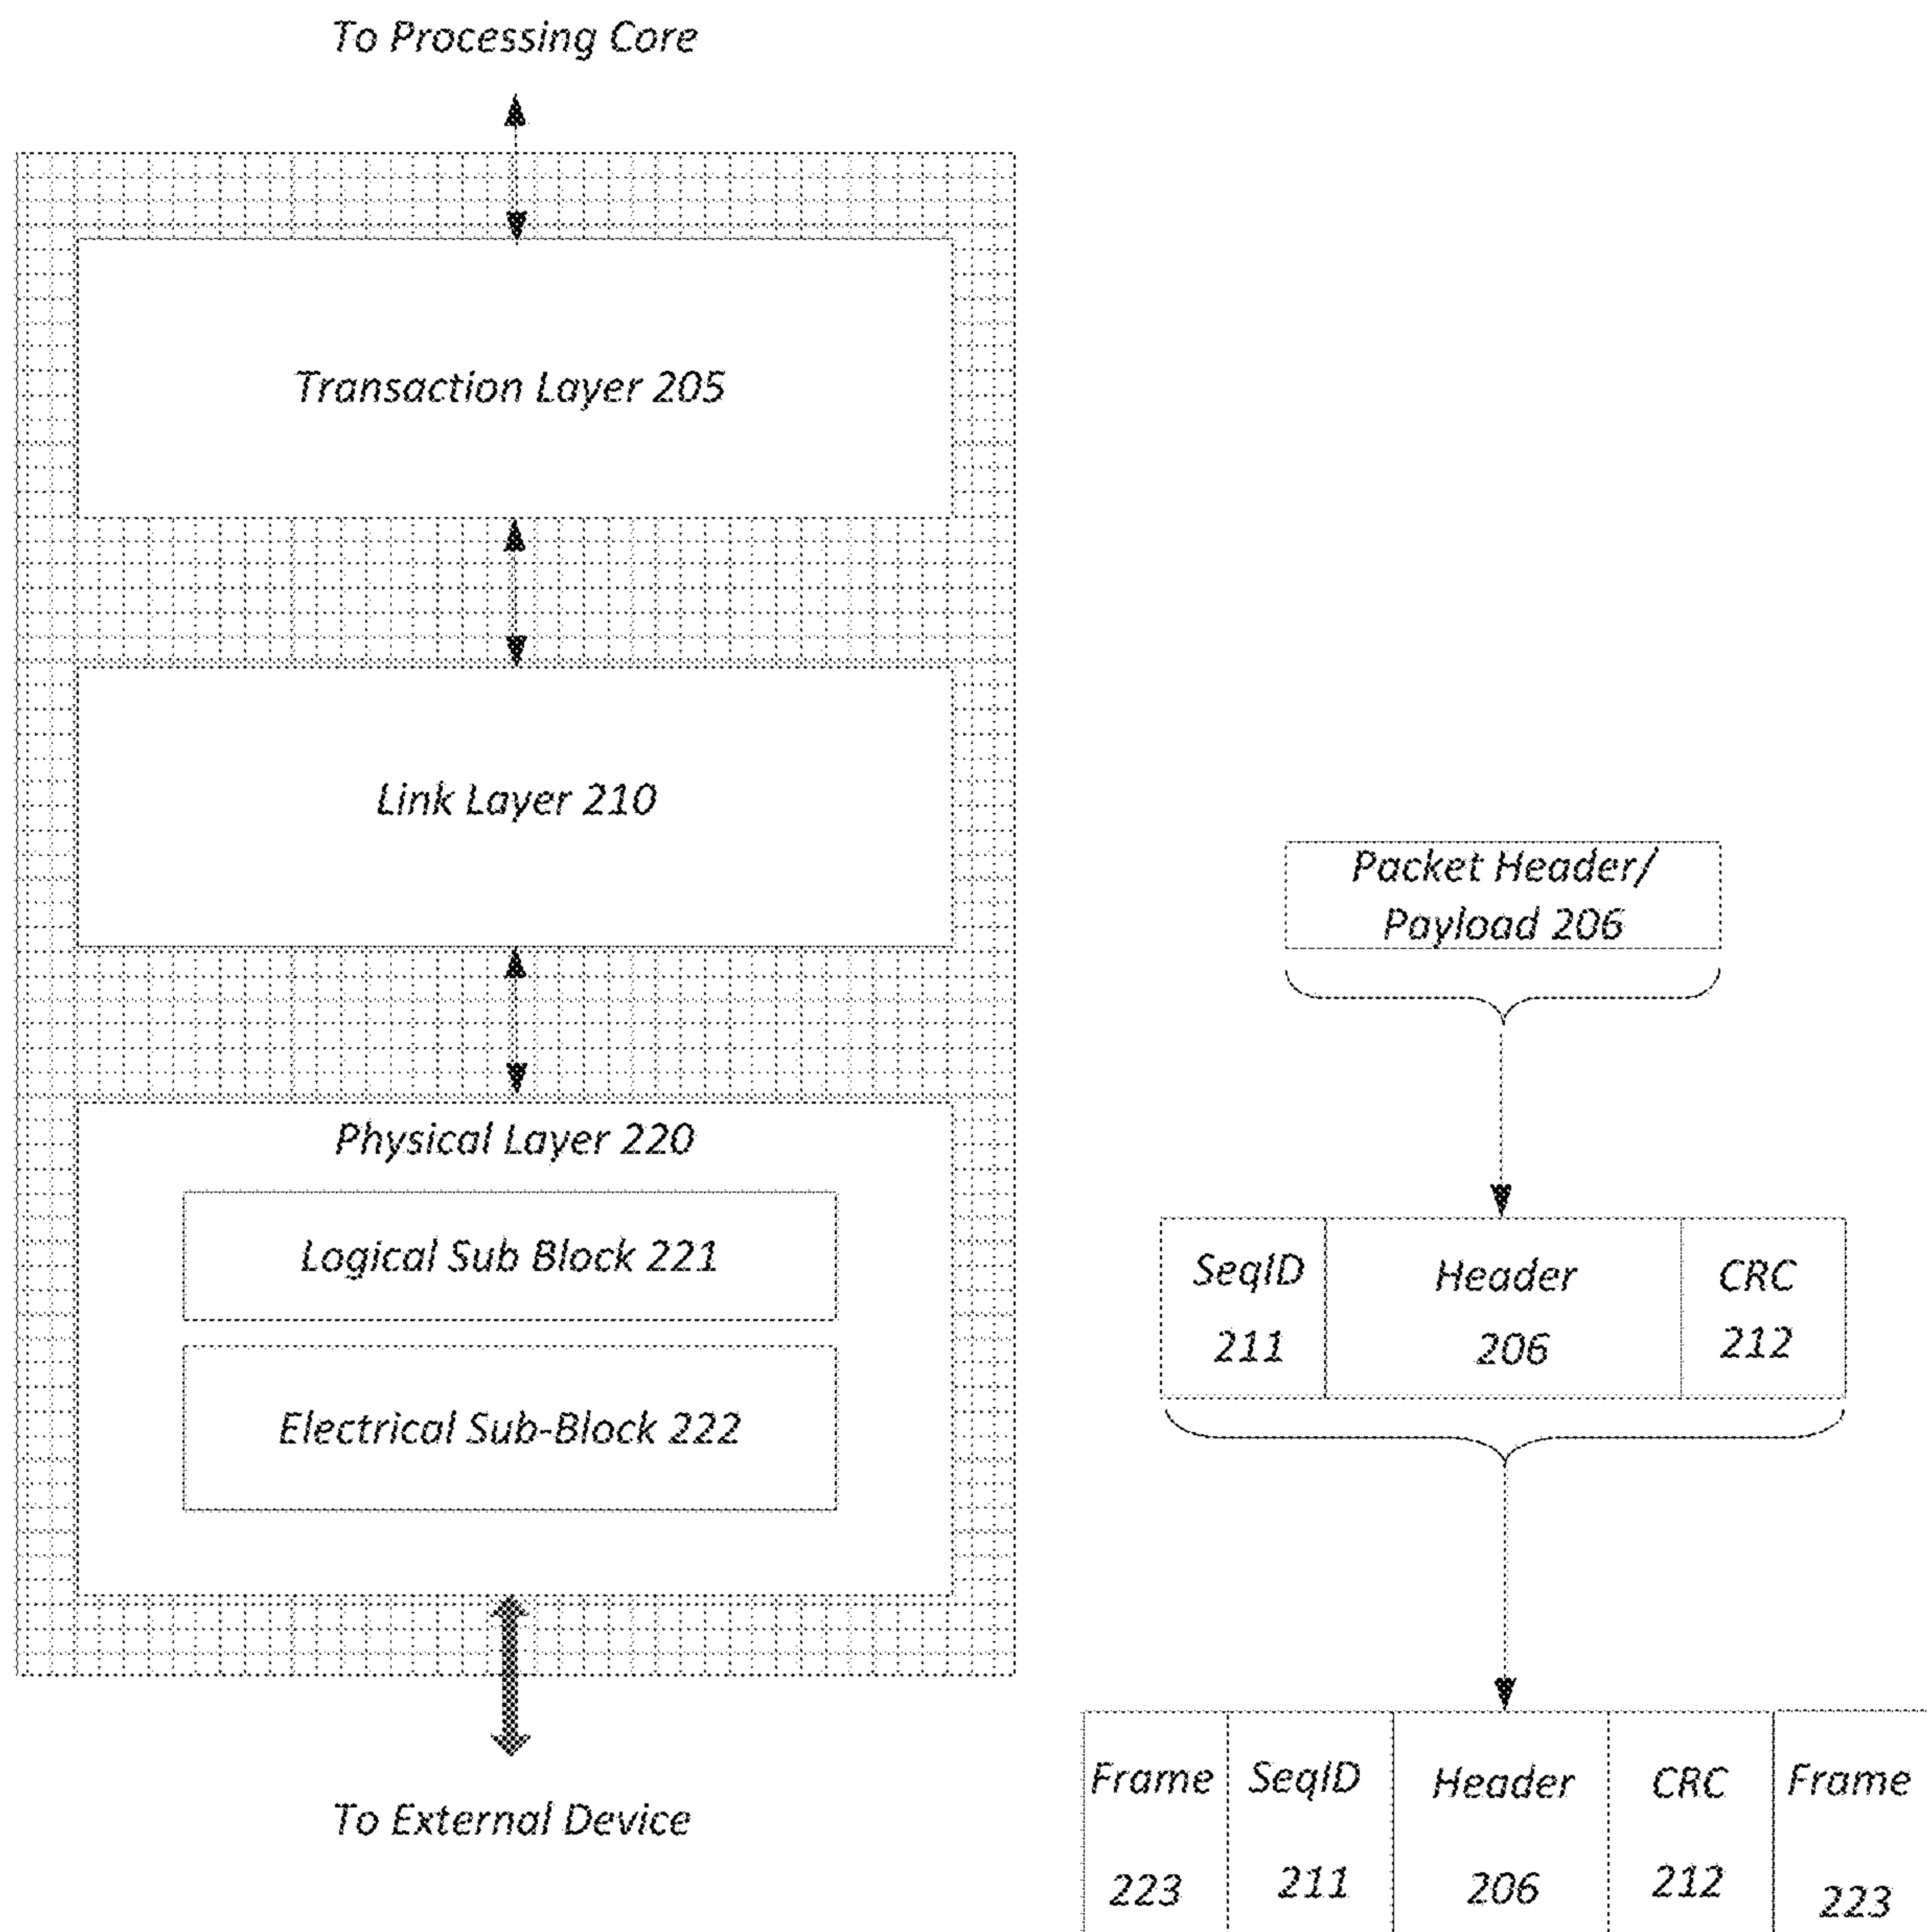 To Processing Core
Transaction Layer 205
Link Layer 210
Physical Layer 220
Logical Sub Block 221
Electrical Sub-Block 222
To External Device
Packet Header/
Payload 206
SeqID Header CRC
211 206 212
Frame SeqID Header CRC Frame
223 211 206 212 223